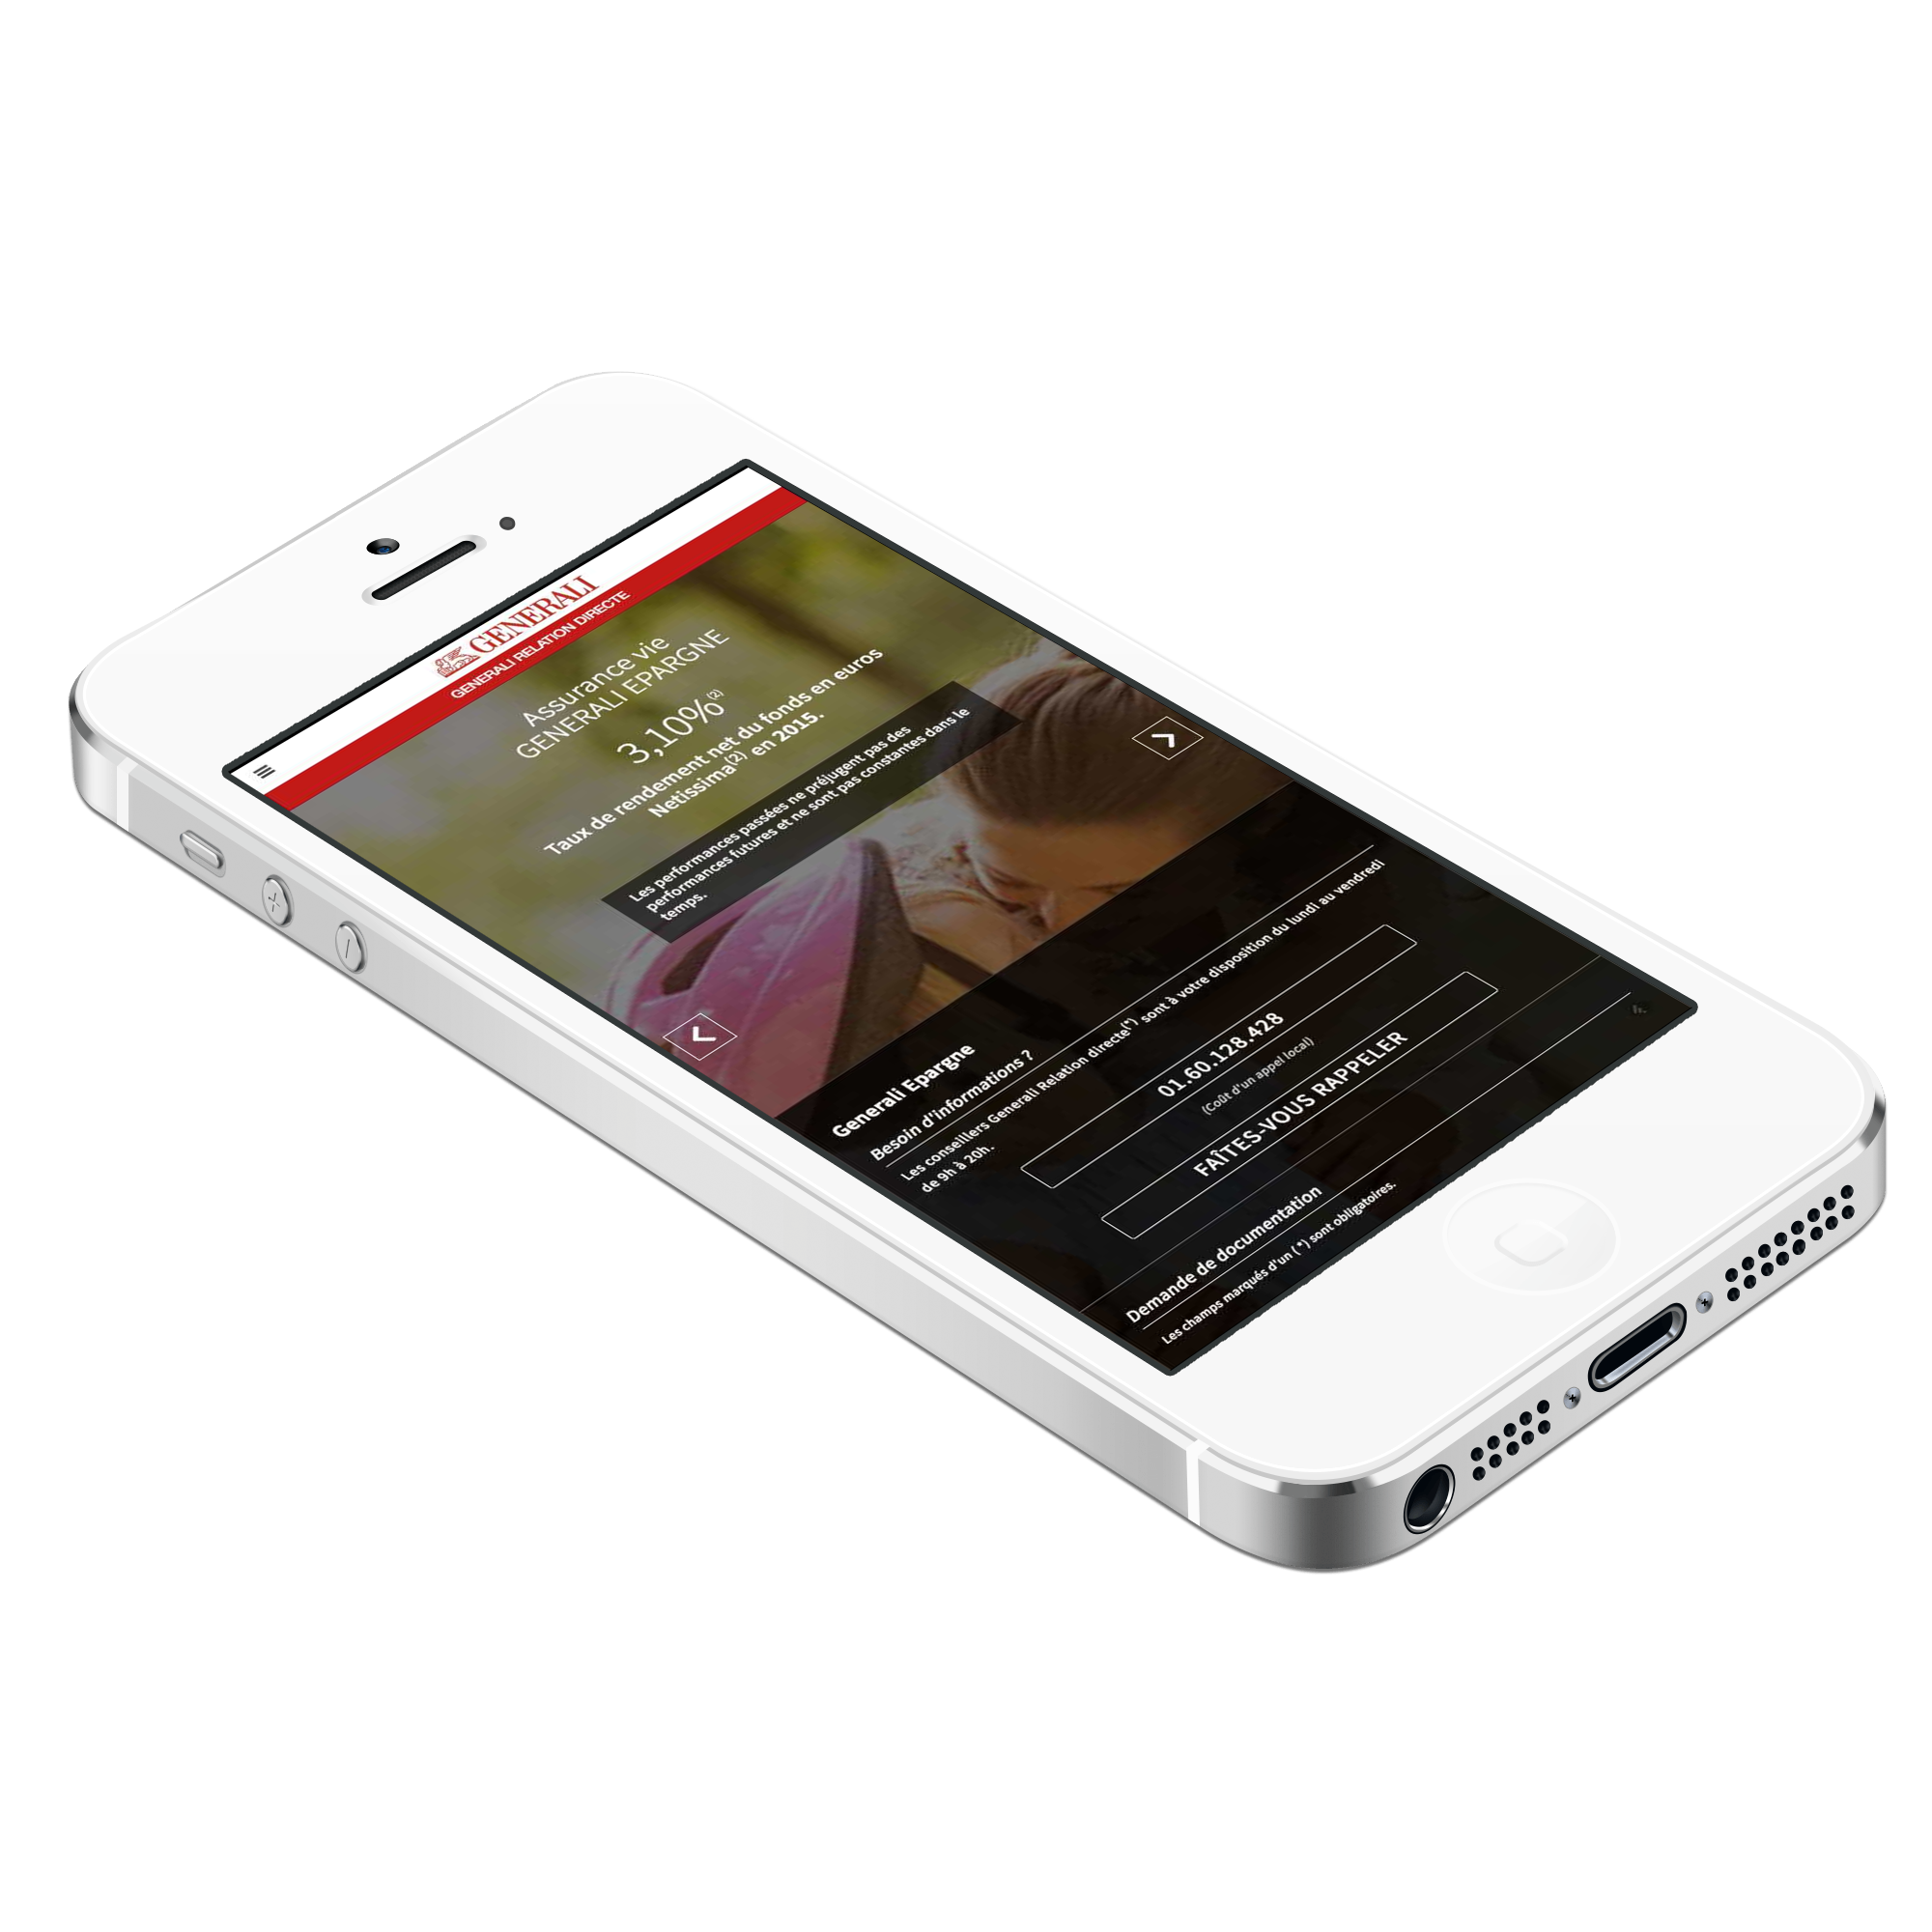 GENERALI
GENERALI RELATION DIRECTE
Assurance vie
GENERALI EPARGNE
3,10%(2)
Taux de rendement net du fonds en euros
Netissima(2) en 2015.
Les performances passées ne préjugent pas des
performances futures et ne sont pas constantes dans le
temps.
Generali Epargne
Besoin d'informations ?
Les conseillers Generali Relation directe(*) sont à votre disposition du lundi au vendredi
de 9h à 20h.
01.60.128.428
(Coût d'un appel local)
FAÎTES-VOUS RAPPELER
Demande de documentation
Les champs marqués d'un (*) sont obligatoires.